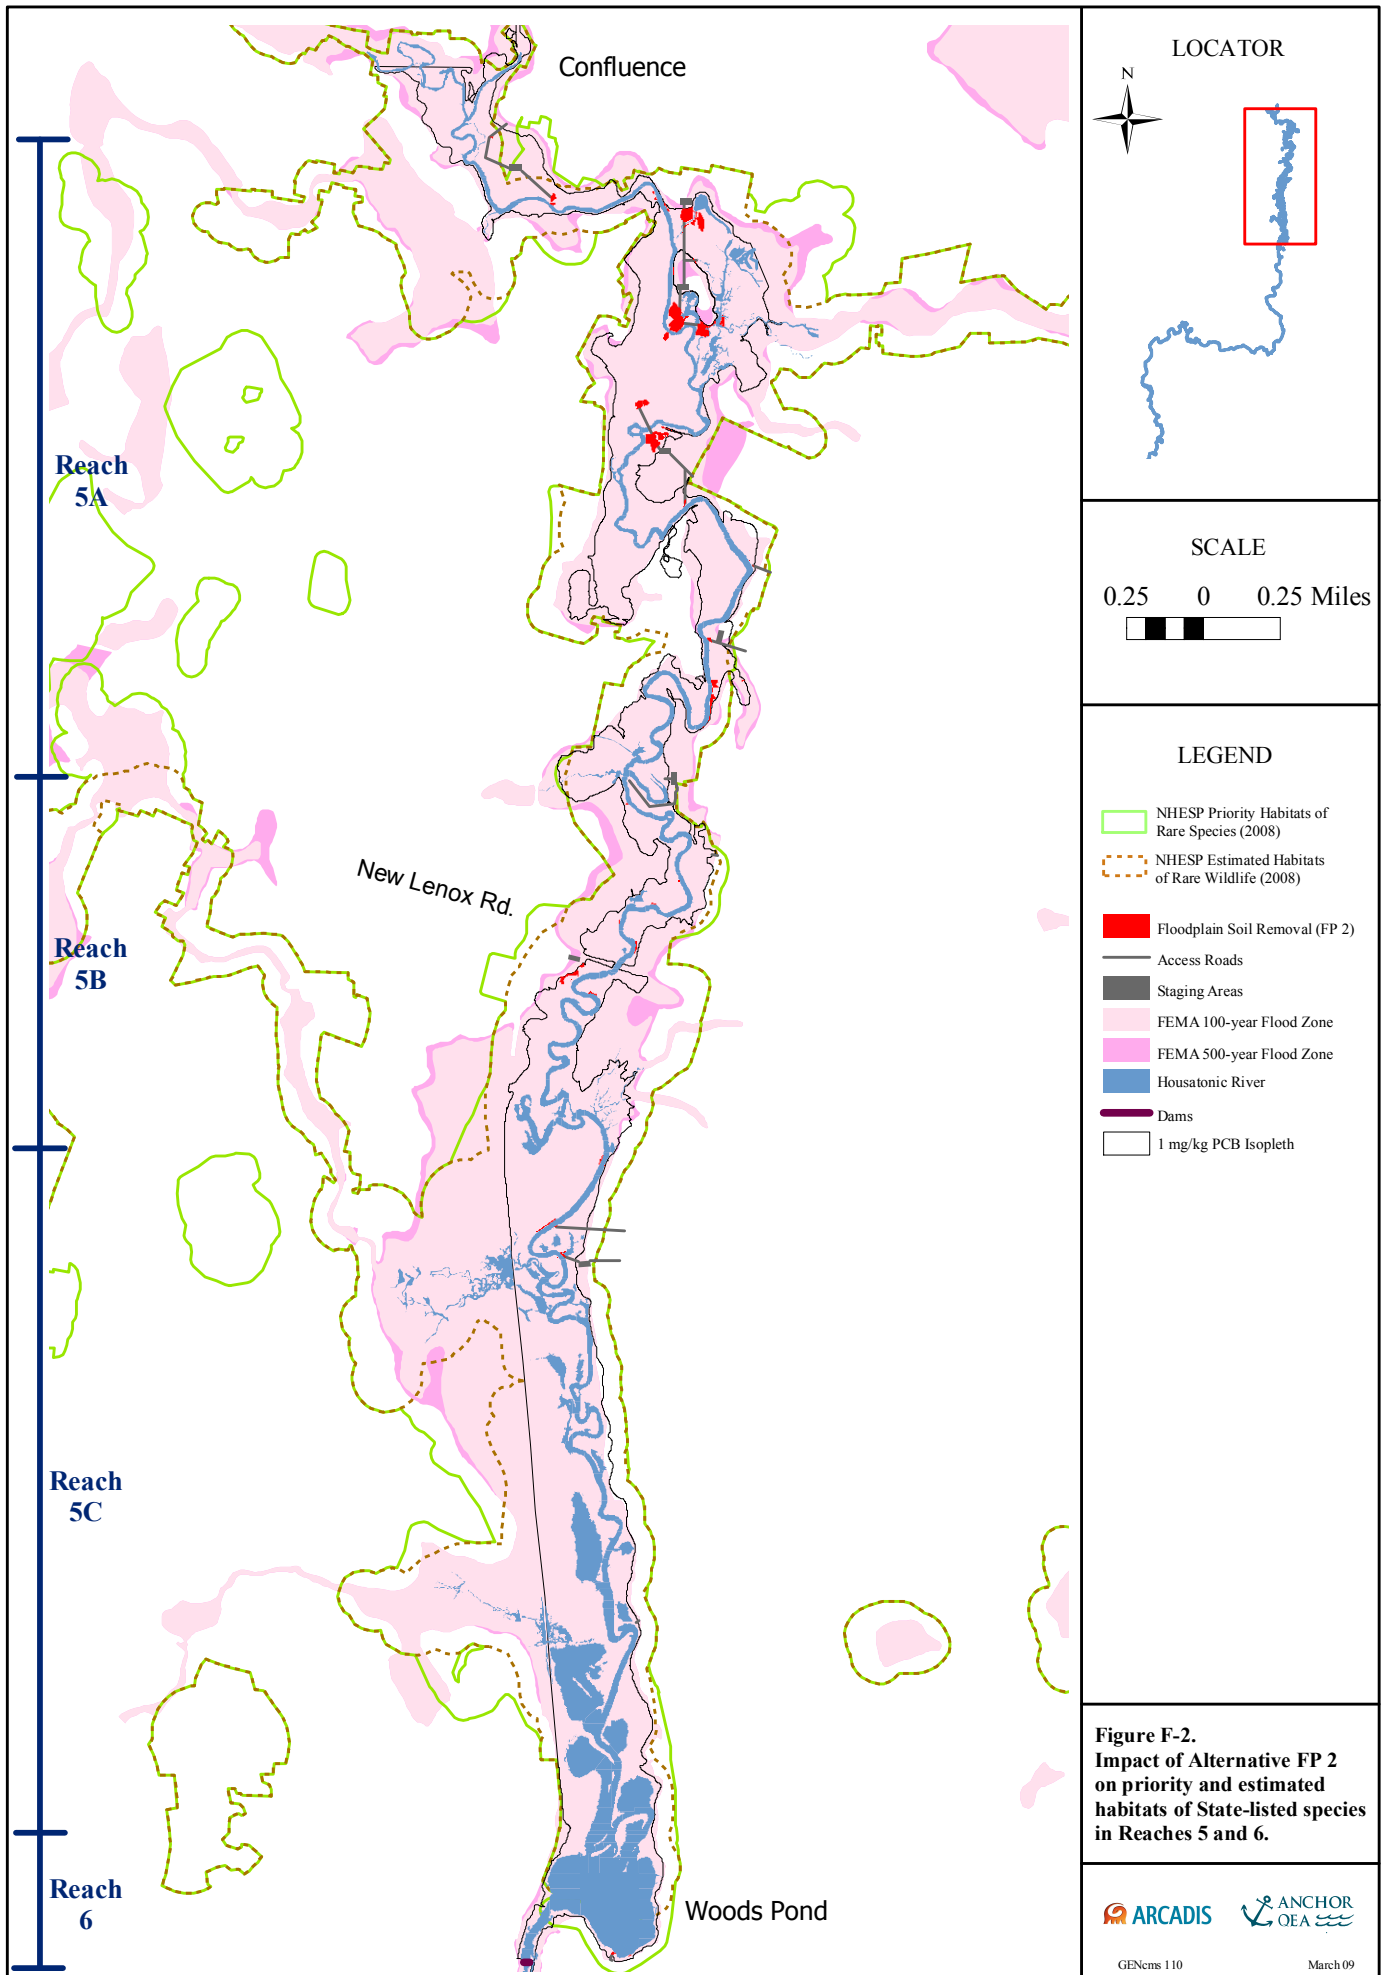 Confluence
Reach
5A
New Lenox Rd.
Reach
5B
Reach
5C
Reach
6
Woods Pond
LOCATOR
N
SCALE
0.25 0 0.25 Miles
LEGEND
NHESP Priority Habitats of
Rare Species (2008)
NHESP Estimated Habitats
of Rare Wildlife (2008)
Floodplain Soil Removal (FP 2)
Access Roads
Staging Areas
FEMA 100-year Flood Zone
FEMA 500-year Flood Zone
Housatonic River
Dams
1 mg/kg PCB Isopleth
Figure F-2.
Impact of Alternative FP 2
on priority and estimated
habitats of State-listed species
in Reaches 5 and 6.
ARCADIS
ANCHOR
QEA
GENcms 110 March 09